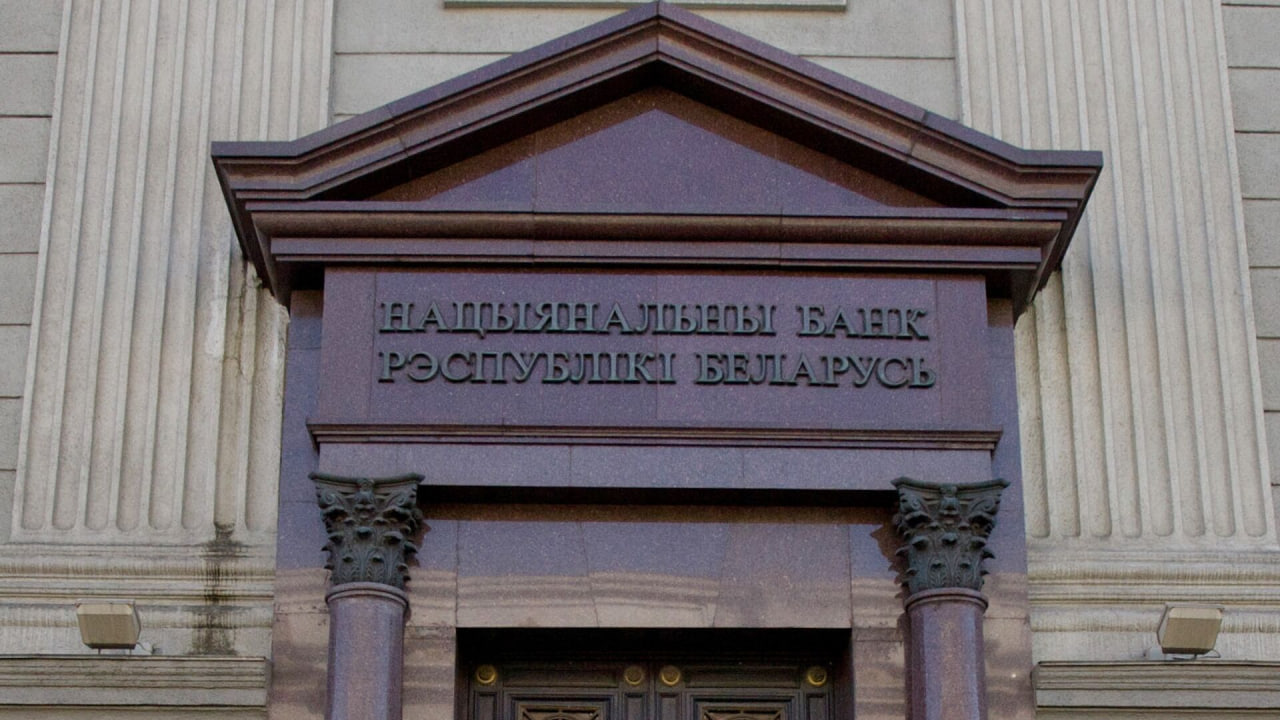 НАЦЫЯНАЛЬНЫ БАНК
РЭСПУБЛІКІ БЕЛАРУСЬ